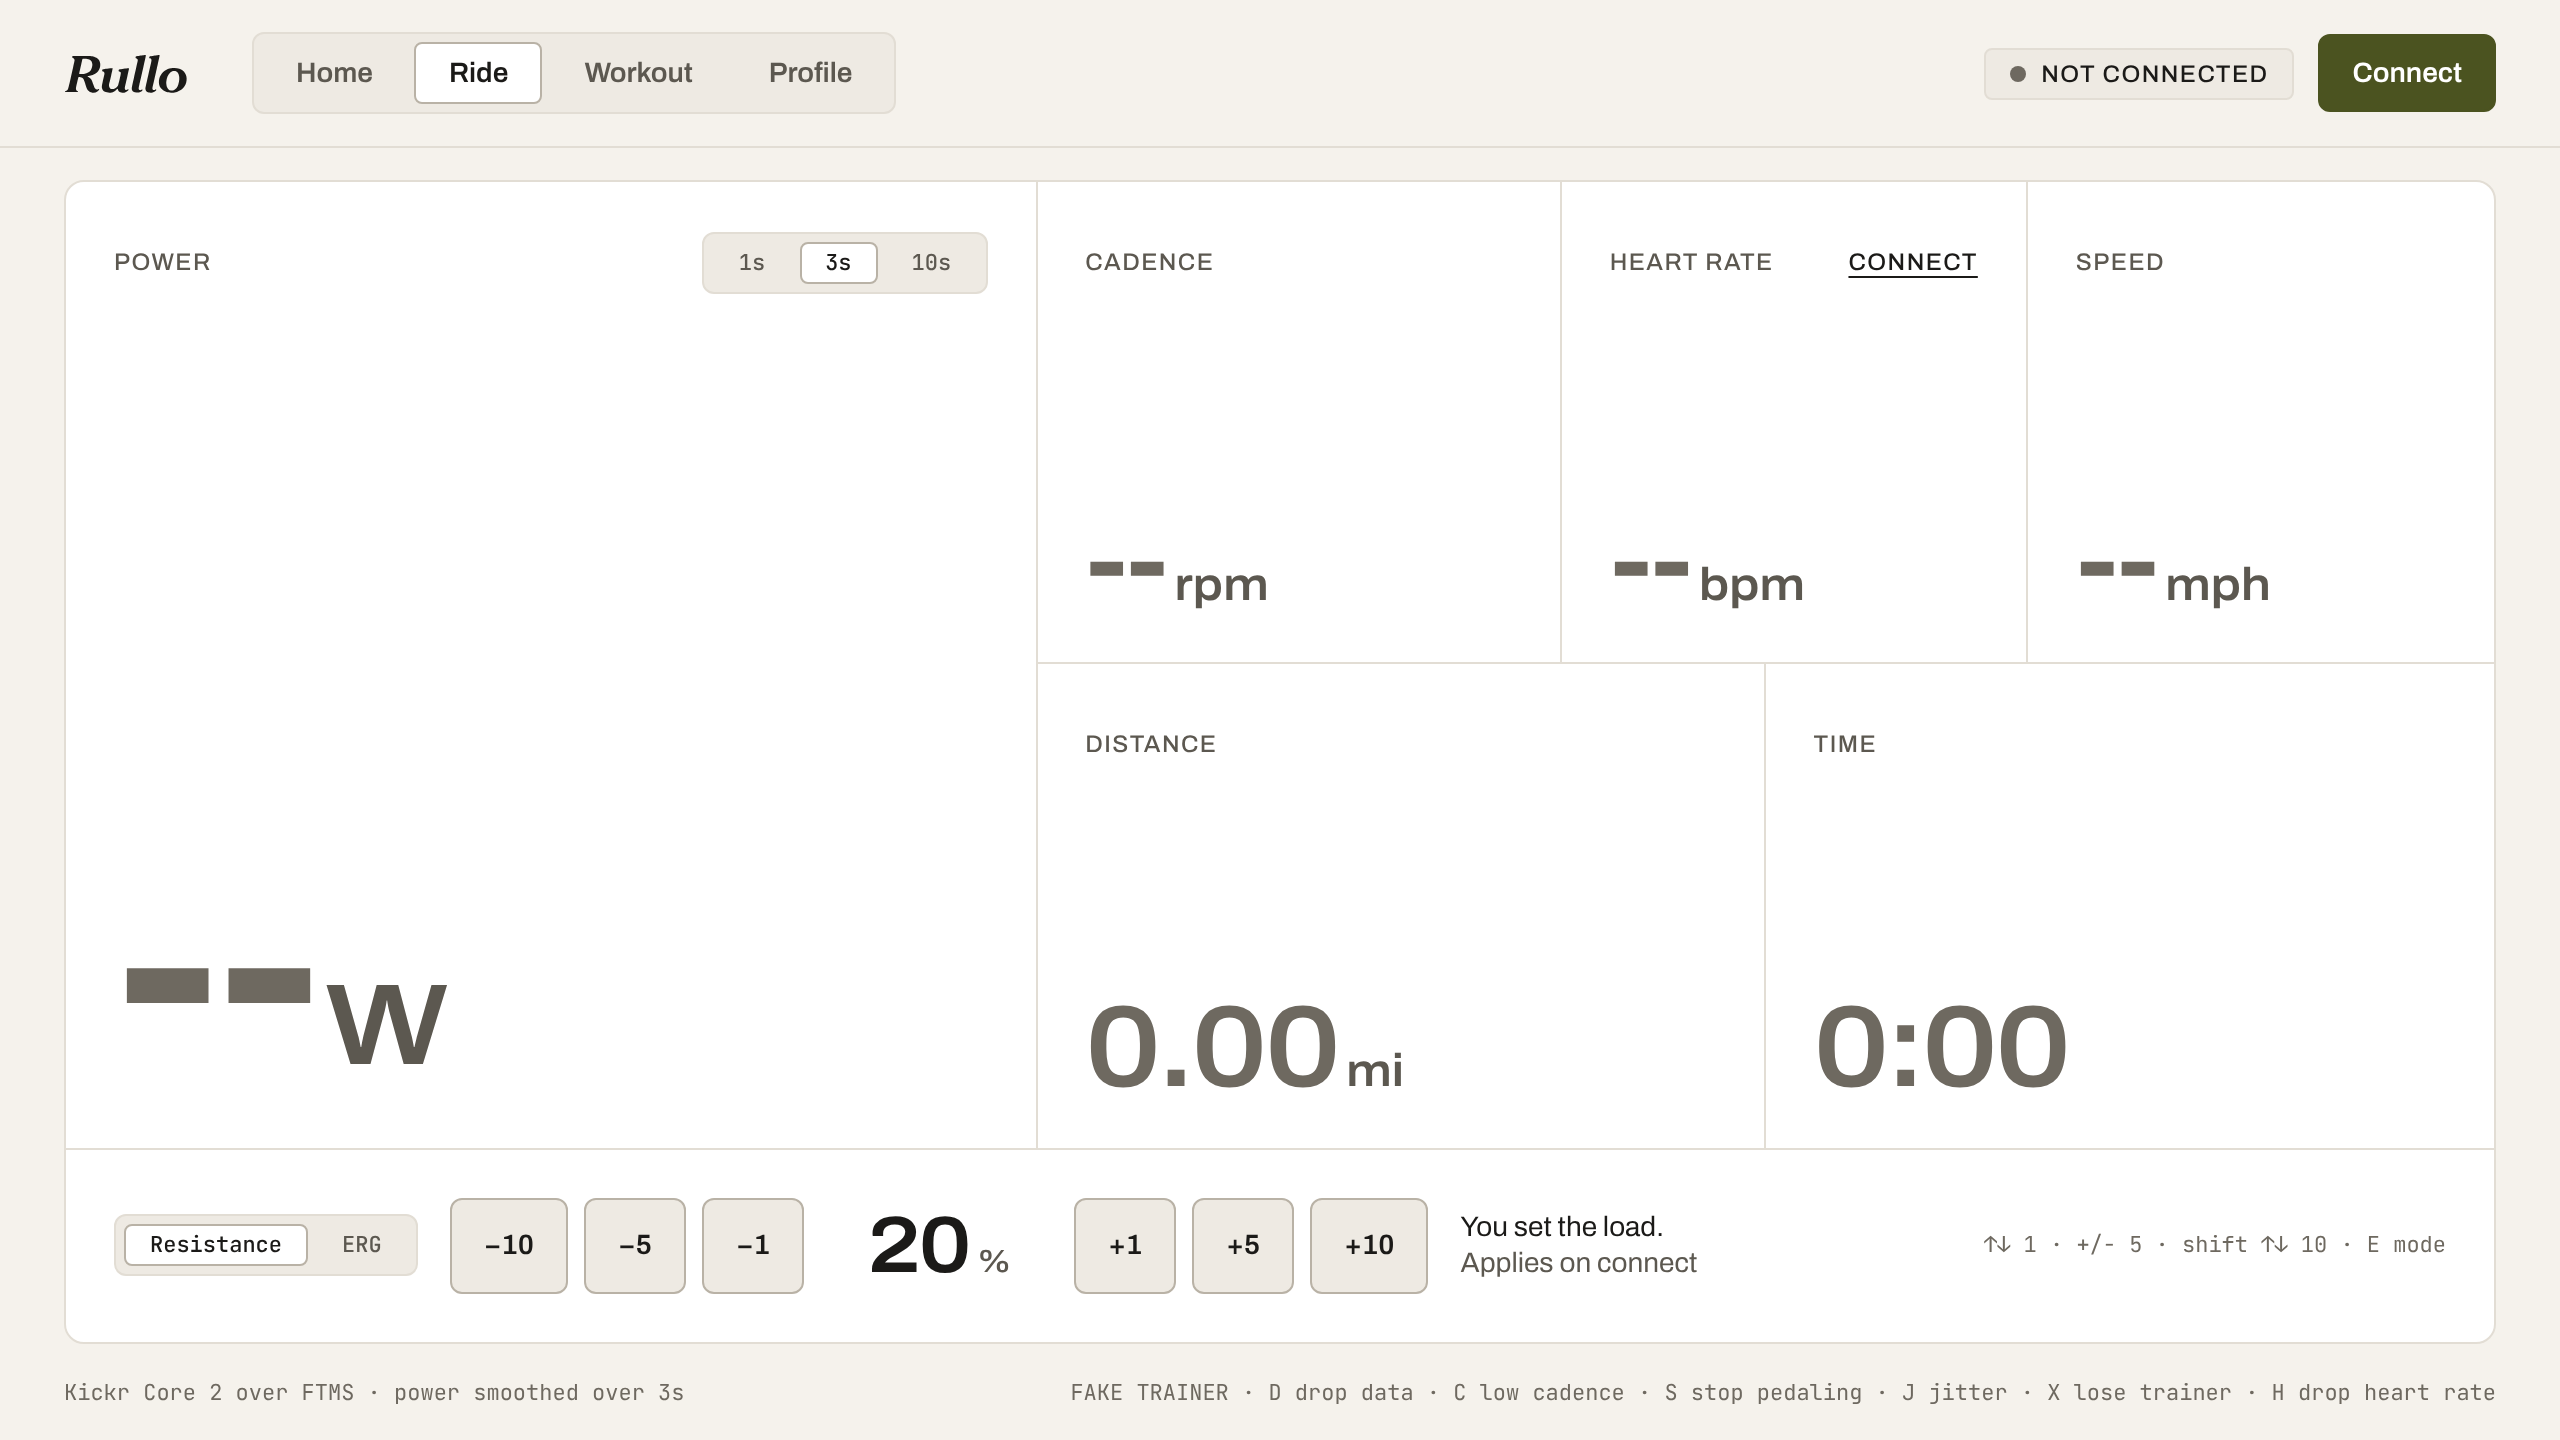 Rullo
Home Ride Workout Profile
NOT CONNECTED
Connect
POWER
1s 3s 10s
CADENCE
HEART RATE CONNECT
SPEED
-- rpm
-- bpm
-- mph
DISTANCE
TIME
-- W
0.00 mi
0:00
Resistance ERG
−10 −5 −1
20 %
+1 +5 +10
You set the load.
Applies on connect
↑↓ 1 · +/- 5 · shift ↑↓ 10 · E mode
Kickr Core 2 over FTMS · power smoothed over 3s
FAKE TRAINER · D drop data · C low cadence · S stop pedaling · J jitter · X lose trainer · H drop heart rate